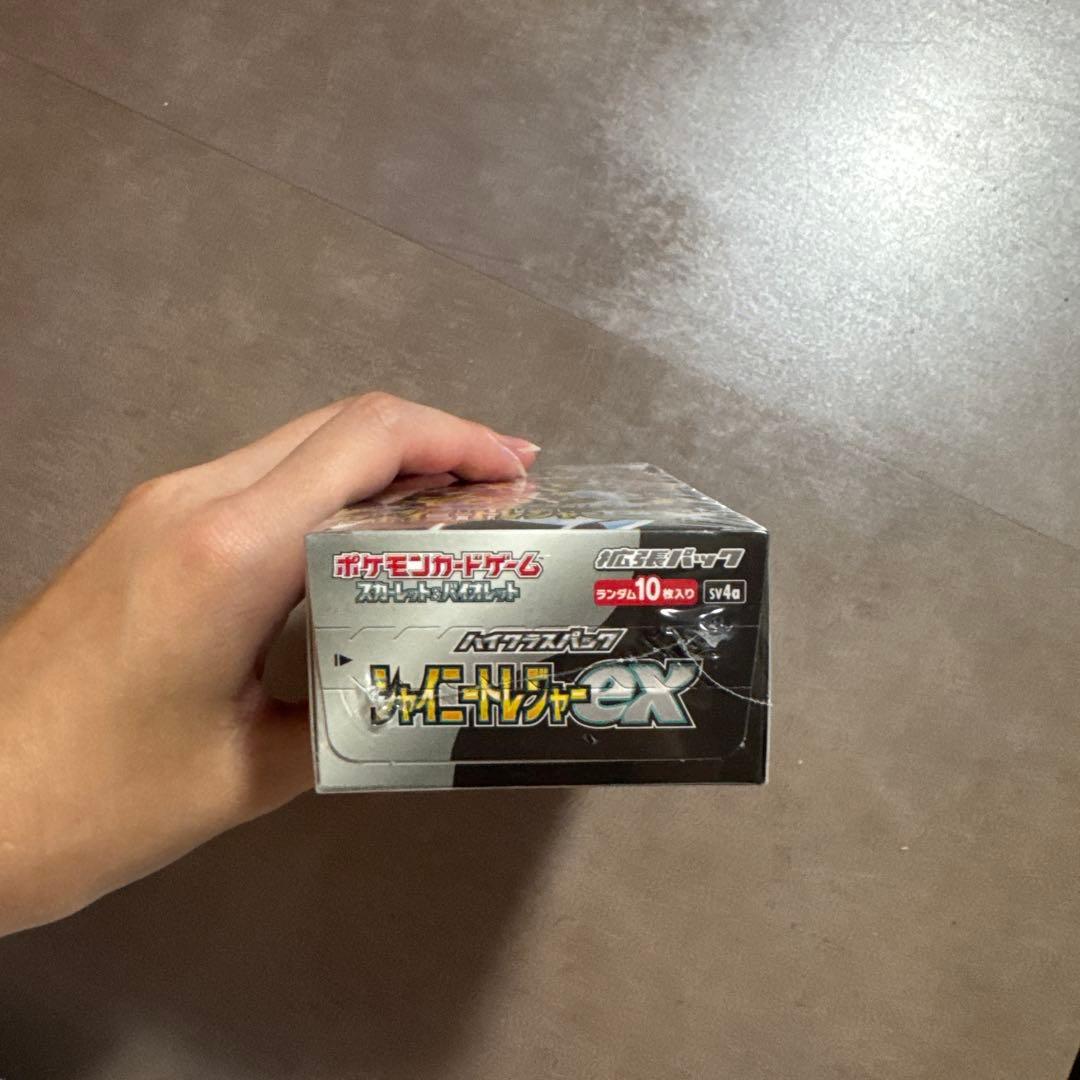 ポケモンカードゲーム
スカーレット&バイオレット
拡張パック
ランダム10枚入り
sv4a
ハイクラスパック
シャイニートレジャーex